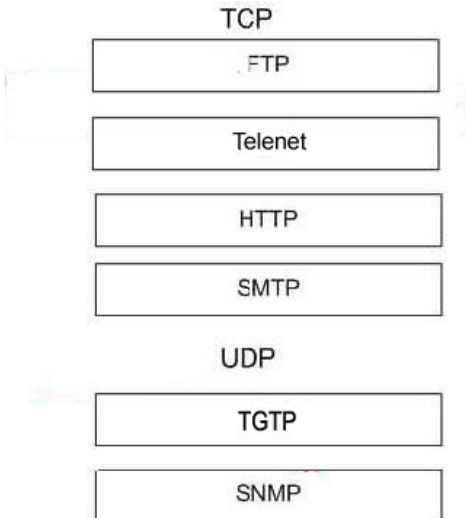 TCP
FTP
Telenet
HTTP
SMTP
UDP
TGTP
SNMP